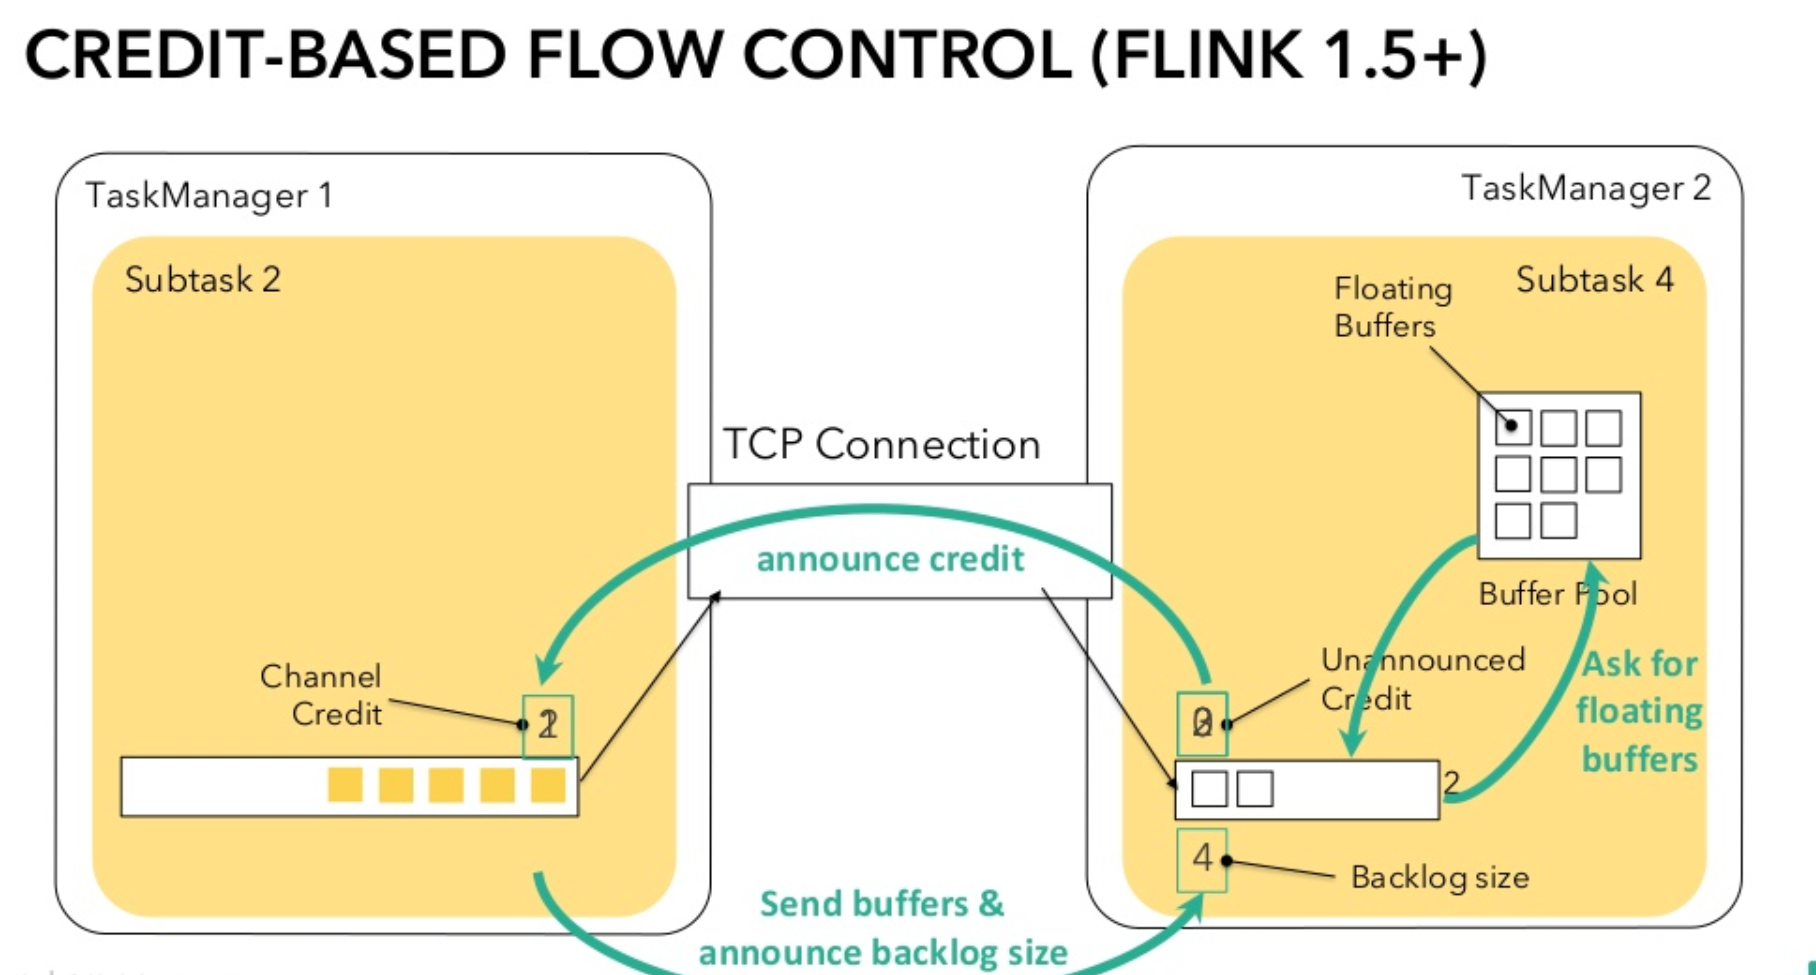 CREDIT-BASED FLOW CONTROL (FLINK 1.5+)
TaskManager 1
Subtask 2
Channel
Credit
TCP Connection
announce credit
Send buffers &
announce backlog size
TaskManager 2
Subtask 4
Floating
Buffers
Buffer Pool
Unannounced
Credit
Ask for
floating
buffers
2
4
Backlog size